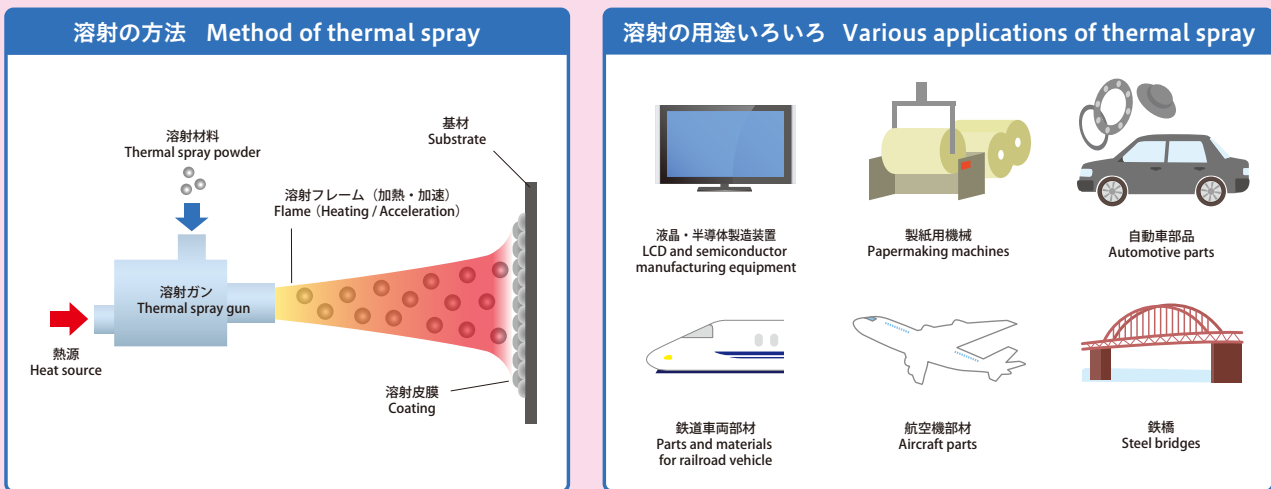 溶射の方法 Method of thermal spray
溶射材料
Thermal spray powder
基材
Substrate
溶射フレーム（加熱・加速）
Flame（Heating / Acceleration）
溶射ガン
Thermal spray gun
熱源
Heat source
溶射皮膜
Coating
溶射の用途いろいろ Various applications of thermal spray
液晶・半導体製造装置
LCD and semiconductor
manufacturing equipment
製紙用機械
Papermaking machines
自動車部品
Automotive parts
鉄道車両部材
Parts and materials
for railroad vehicle
航空機部材
Aircraft parts
鉄橋
Steel bridges